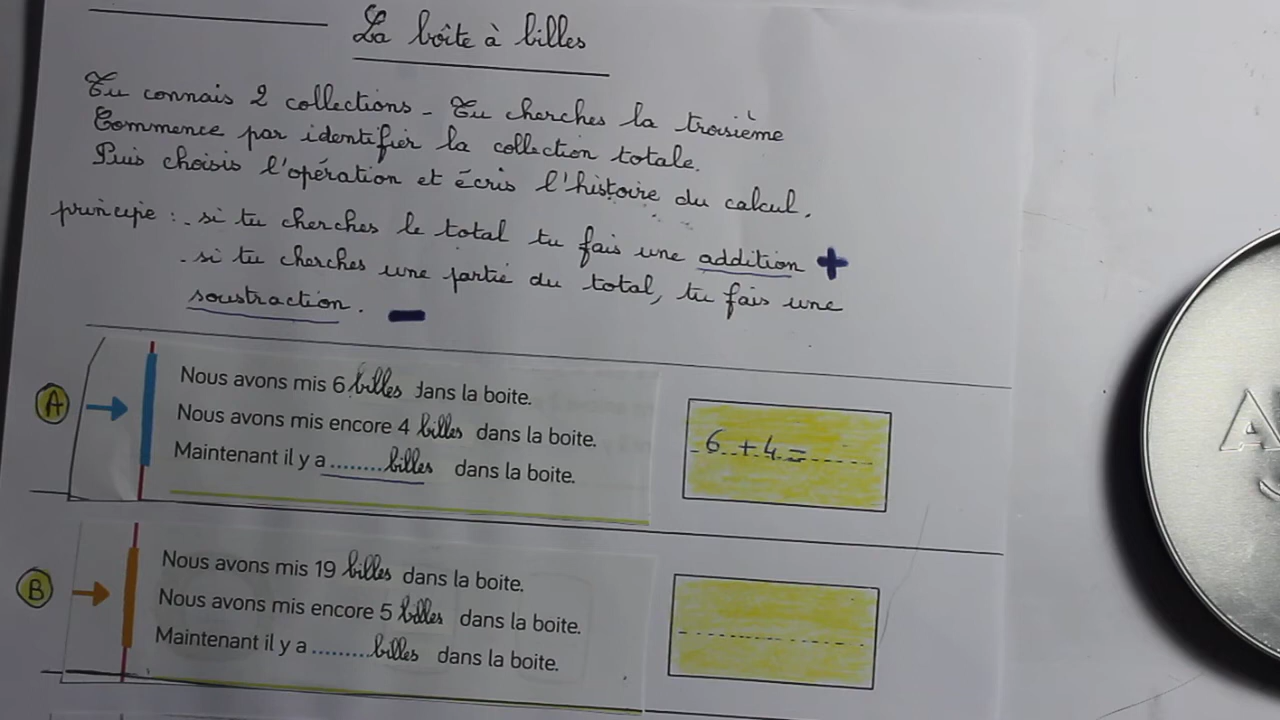 La boîte à billes
Tu connais 2 collections - Tu cherches la troisième
Commence par identifier la collection totale.
Puis choisis l'opération et écris l'histoire du calcul.
principe : - si tu cherches le total tu fais une addition +
- si tu cherches une partie du total, tu fais une
soustraction. -
A
Nous avons mis 6 billes dans la boite.
Nous avons mis encore 4 billes dans la boite.
Maintenant il y a ........ billes dans la boite.
6 + 4 =
B
Nous avons mis 19 billes dans la boite.
Nous avons mis encore 5 billes dans la boite.
Maintenant il y a ......... billes dans la boite.